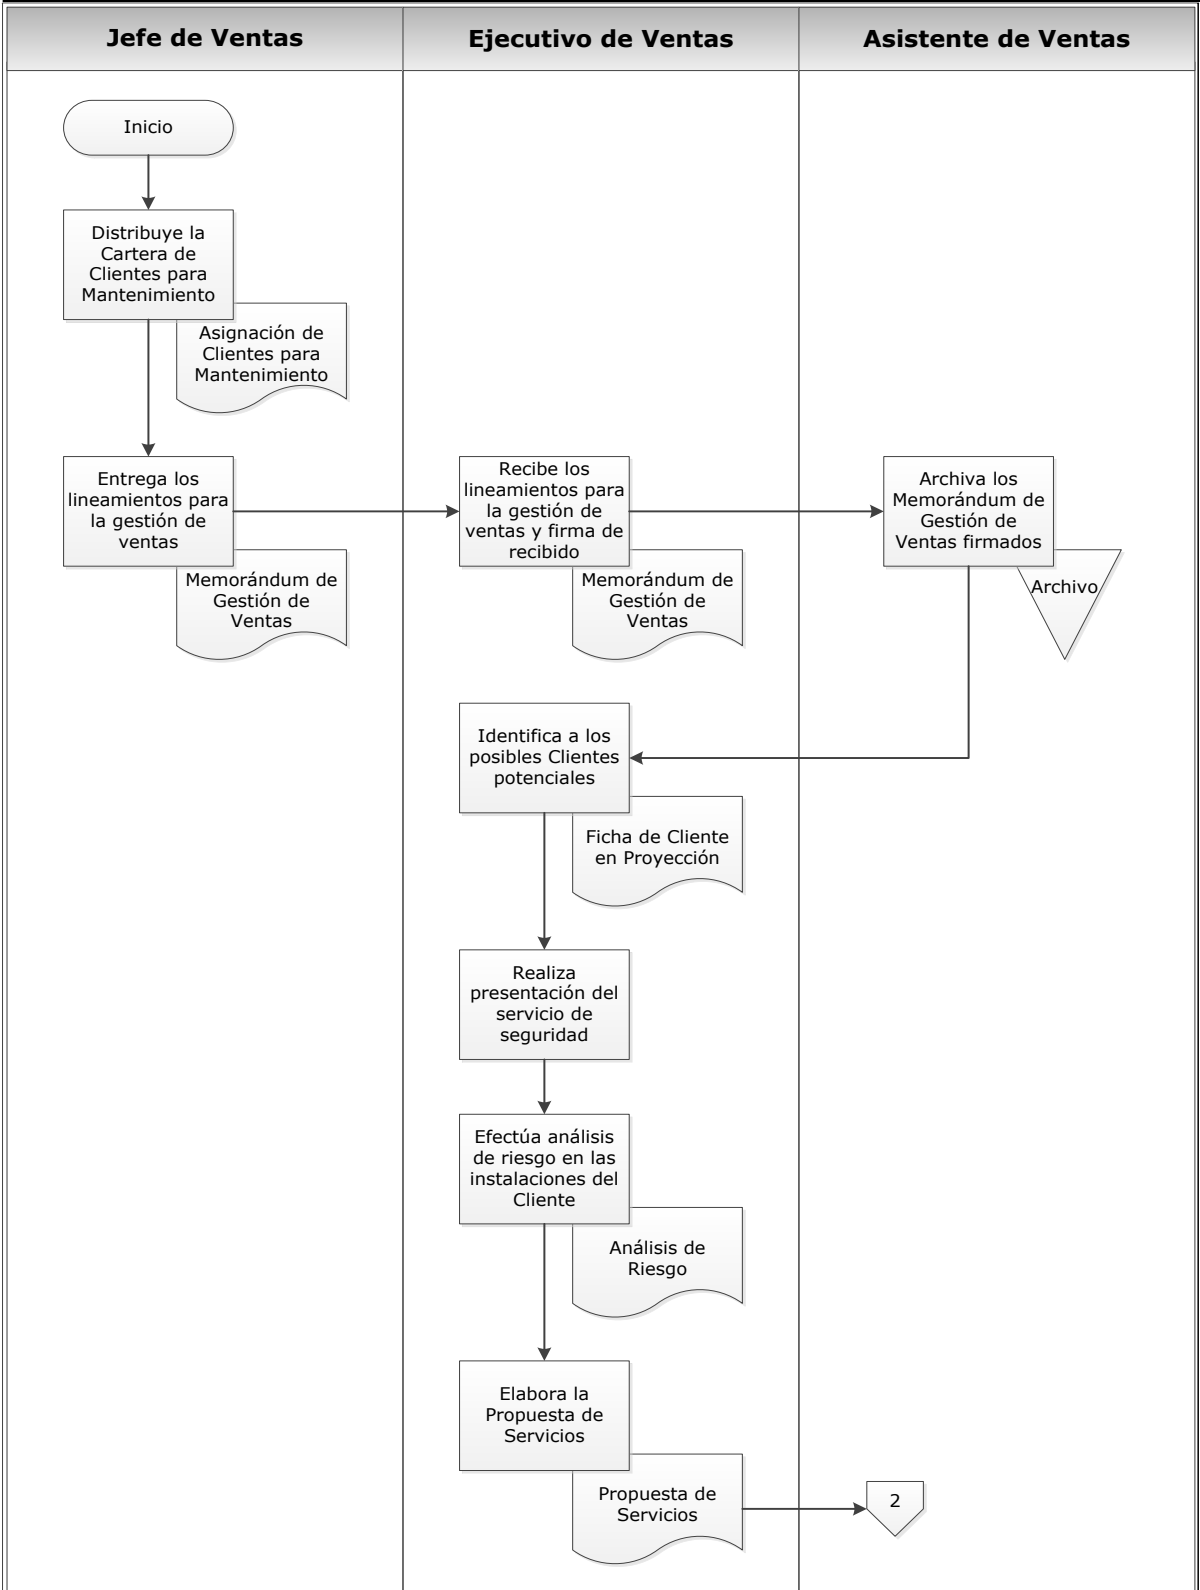 Jefe de Ventas
Ejecutivo de Ventas
Asistente de Ventas
Inicio
Distribuye la
Cartera de
Clientes para
Mantenimiento
Asignación de
Clientes para
Mantenimiento
Entrega los
lineamientos para
la gestión de
ventas
Memorándum de
Gestión de
Ventas
Recibe los
lineamientos para
la gestión de
ventas y firma de
recibido
Memorándum de
Gestión de
Ventas
Archiva los
Memorándum de
Gestión de
Ventas firmados
Archivo
Identifica a los
posibles Clientes
potenciales
Ficha de Cliente
en Proyección
Realiza
presentación del
servicio de
seguridad
Efectúa análisis
de riesgo en las
instalaciones del
Cliente
Análisis de
Riesgo
Elabora la
Propuesta de
Servicios
Propuesta de
Servicios
2